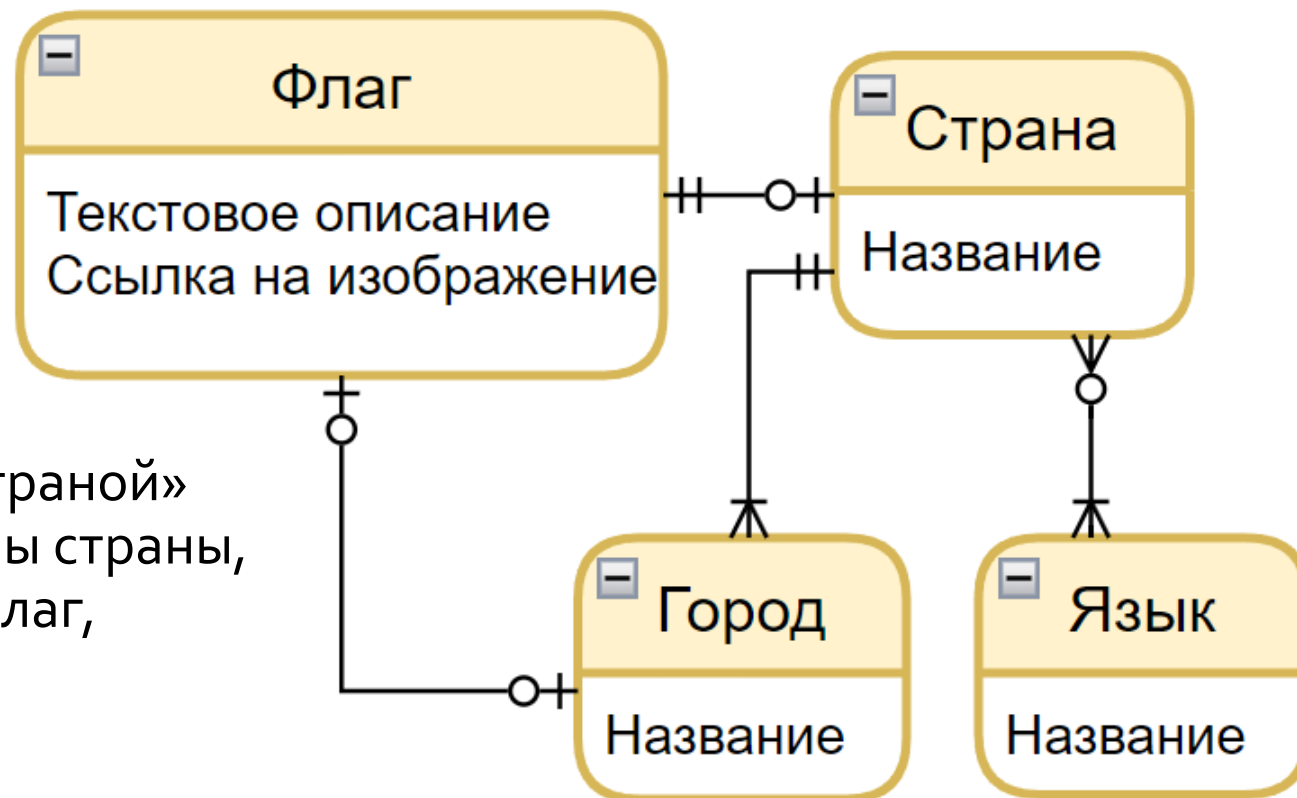 Флаг
Текстовое описание
Ссылка на изображение
Страна
Название
траной»
ы страны,
лаг,
Город
Название
Язык
Название